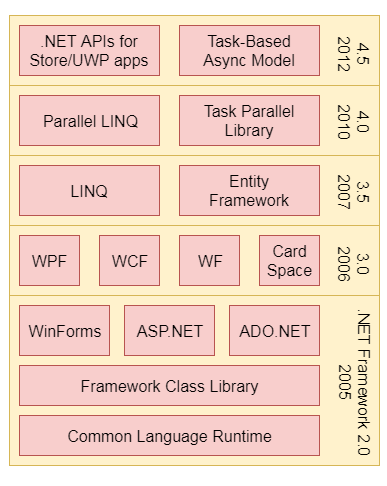 .NET APIs for
Store/UWP apps
Task-Based
Async Model
4.5
2012
Parallel LINQ
Task Parallel
Library
4.0
2010
LINQ
Entity
Framework
3.5
2007
WPF
WCF
WF
Card
Space
3.0
2006
WinForms
ASP.NET
ADO.NET
Framework Class Library
Common Language Runtime
.NET Framework 2.0
2005